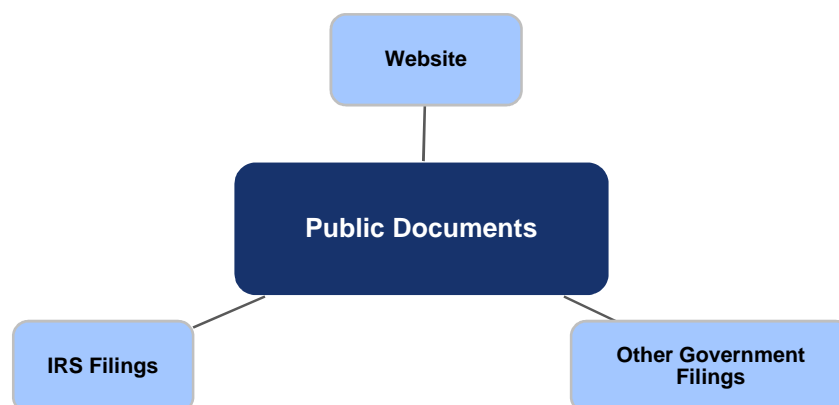 Website
Public Documents
IRS Filings
Other Government
Filings